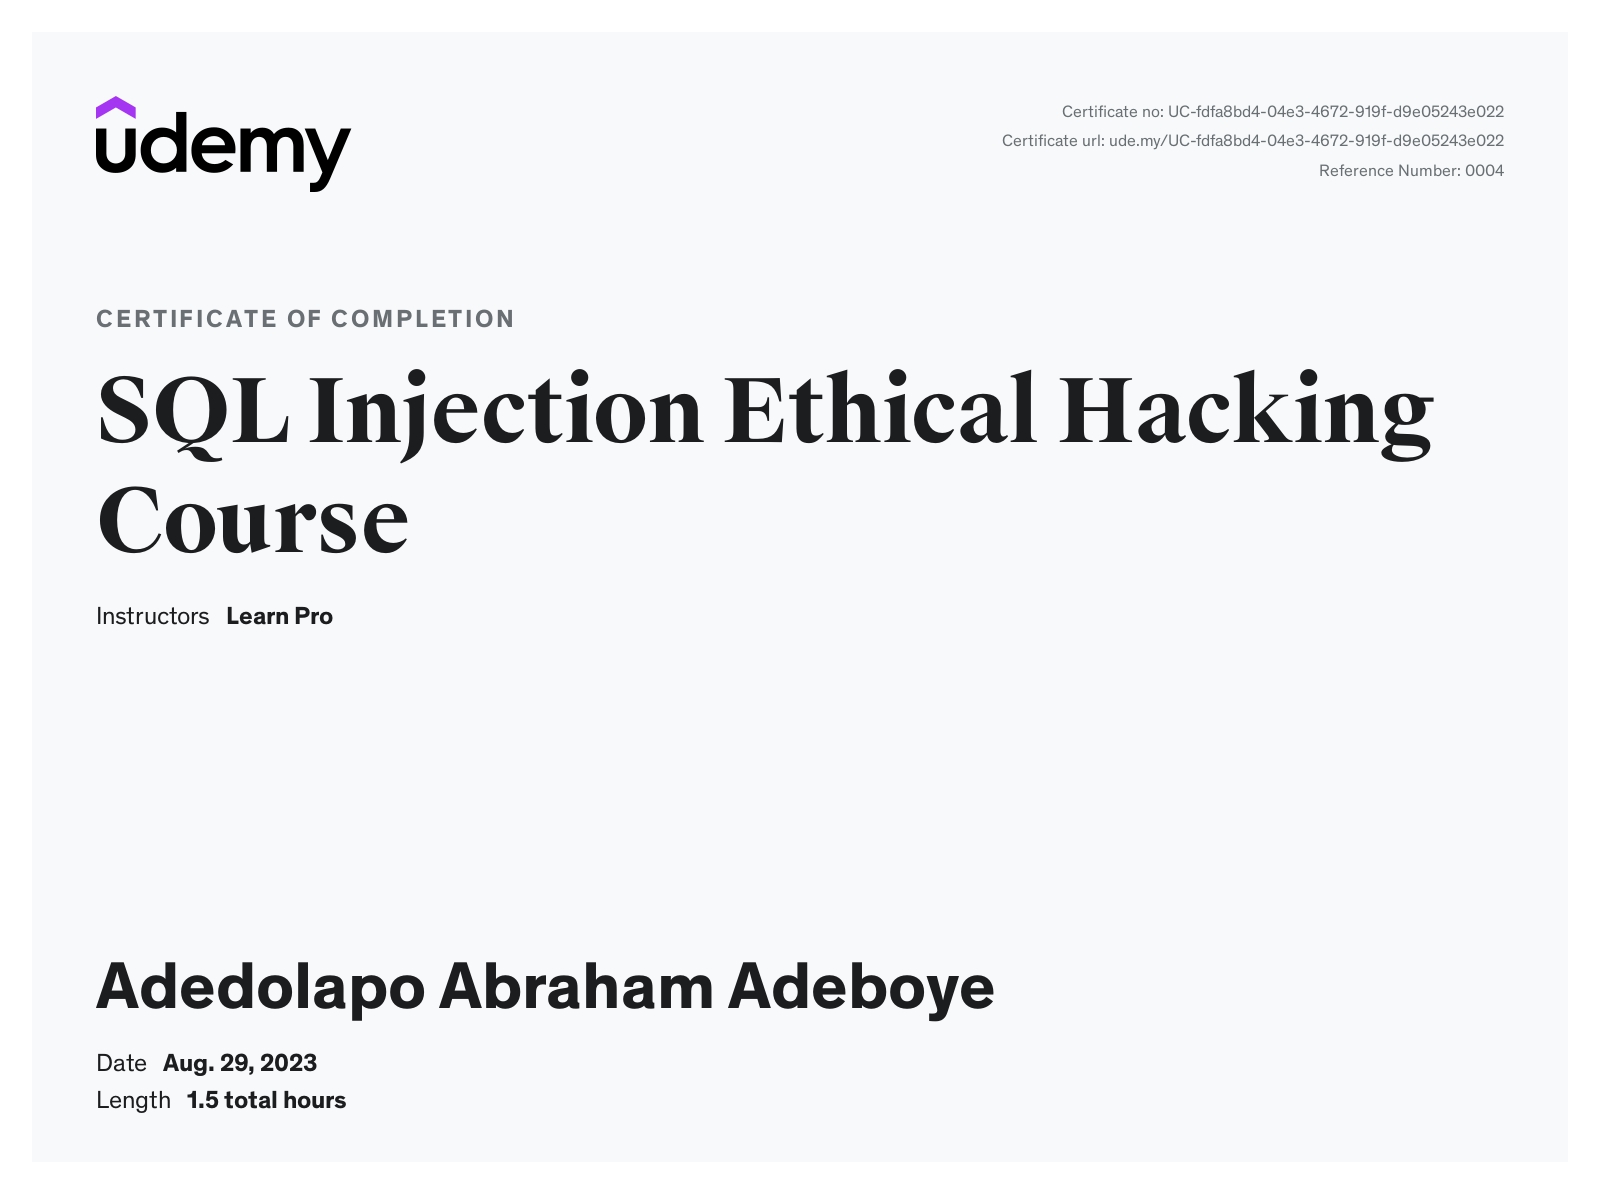 udemy
Certificate no: UC-fdfa8bd4-04e3-4672-919f-d9e05243e022
Certificate url: ude.my/UC-fdfa8bd4-04e3-4672-919f-d9e05243e022
Reference Number: 0004
CERTIFICATE OF COMPLETION
SQL Injection Ethical Hacking
Course
Instructors Learn Pro
Adedolapo Abraham Adeboye
Date Aug. 29, 2023
Length 1.5 total hours